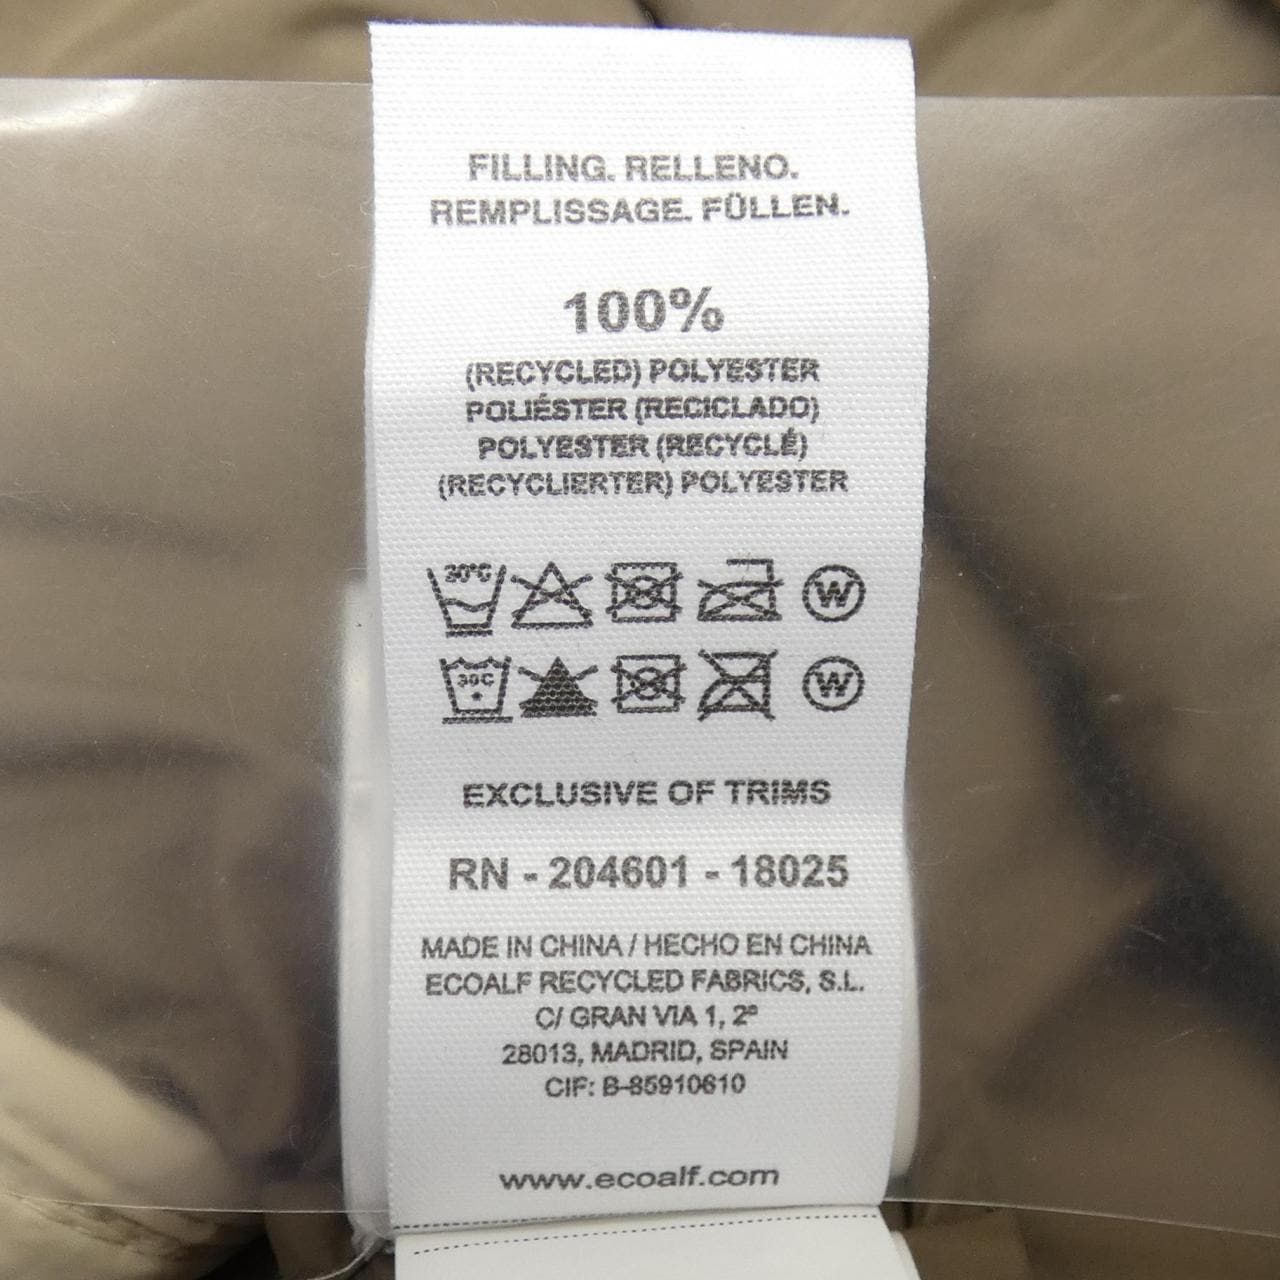 FILLING. RELLENO.
REMPLISSAGE. FÜLLEN.
100%
(RECYCLED) POLYESTER
POLIÉSTER (RECICLADO)
POLYESTER (RECYCLÉ)
(RECYCLIERTER) POLYESTER
30°C W
30C W
EXCLUSIVE OF TRIMS
RN - 204601 - 18025
MADE IN CHINA / HECHO EN CHINA
ECOALF RECYCLED FABRICS, S.L.
C/ GRAN VIA 1, 2º
28013, MADRID, SPAIN
CIF: B-85910610
www.ecoalf.com